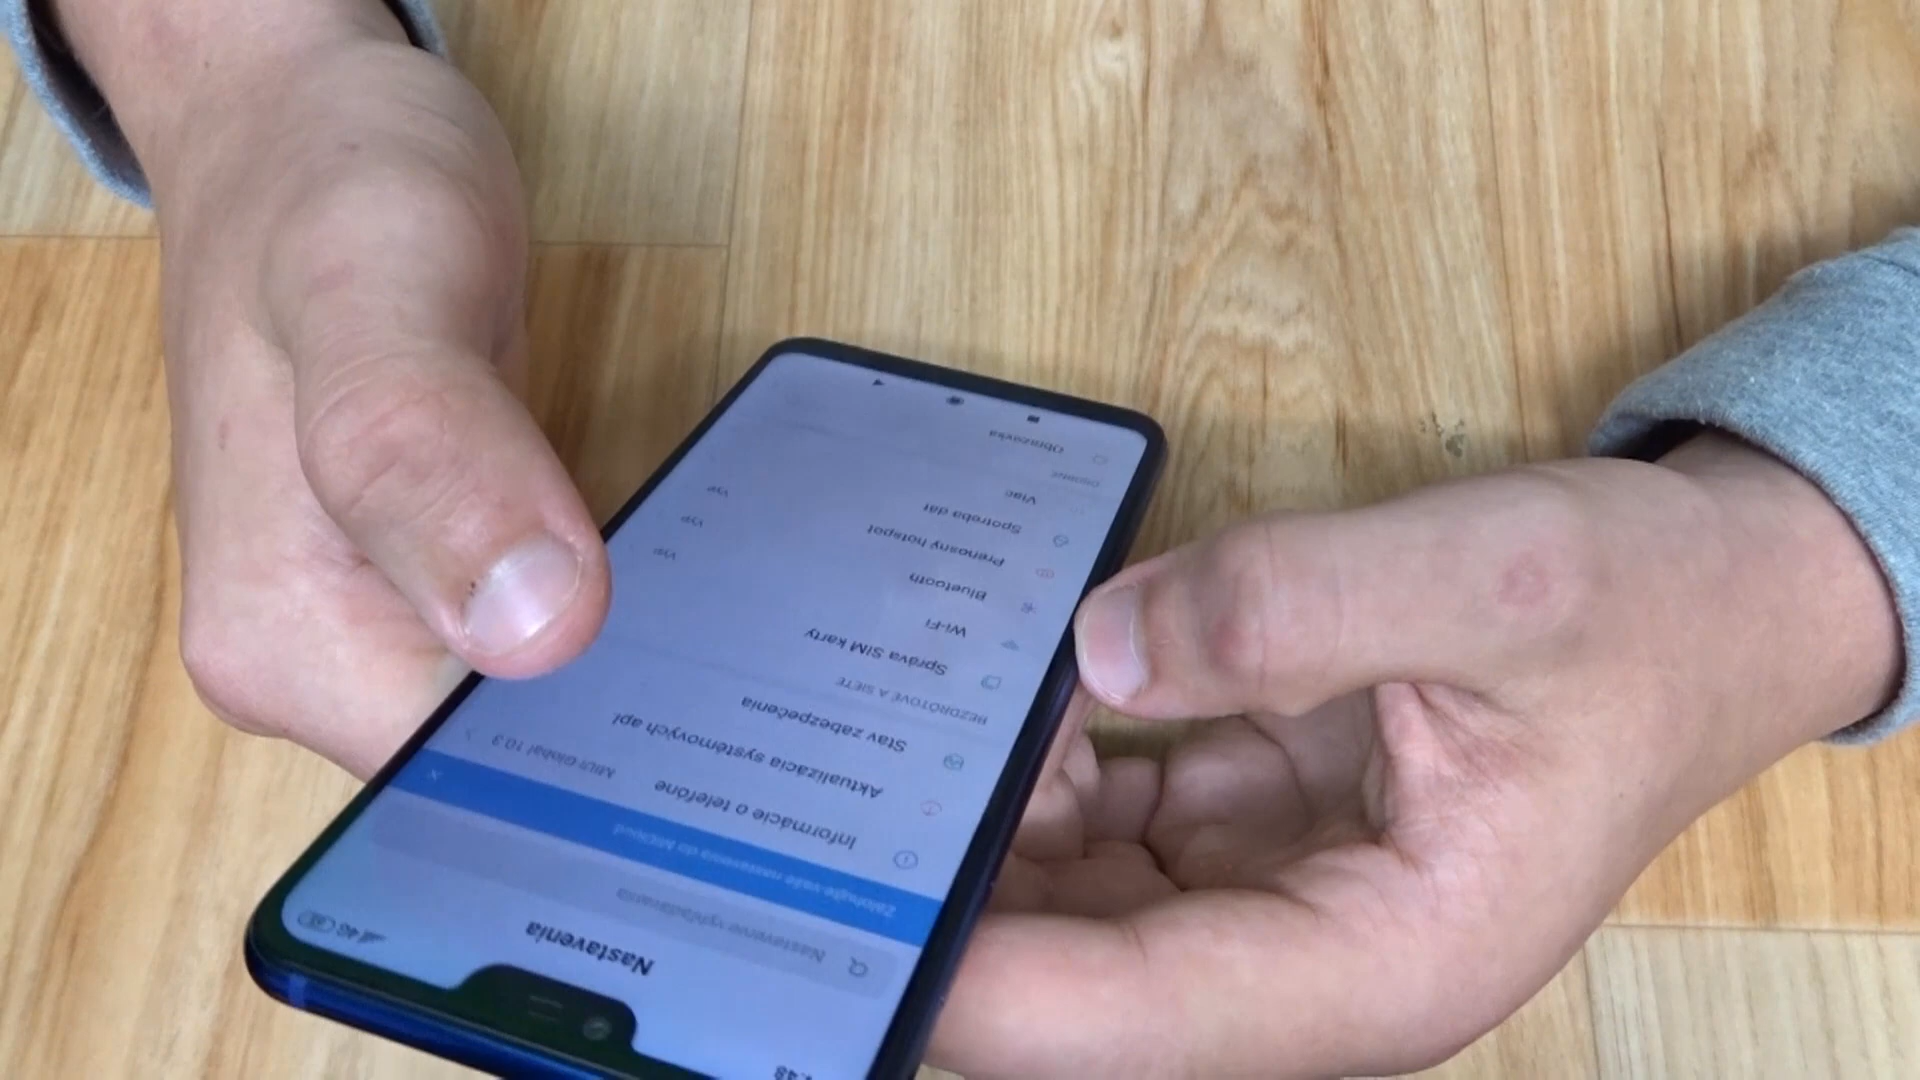 4G
Nastavenia
Nastavenie vyhľadávania
Zálohujte vaše nastavenia do MiCloud
Informácie o telefóne MIUI Global 10.3
Aktualizácia systémových apl.
Stav zabezpečenia
BEZDRÔTOVÉ A SIETE
Správa SIM karty
Wi-Fi Vyp
Bluetooth Vyp
Prenosný hotspot Vyp
Spotreba dát
Viac
Obrazovka